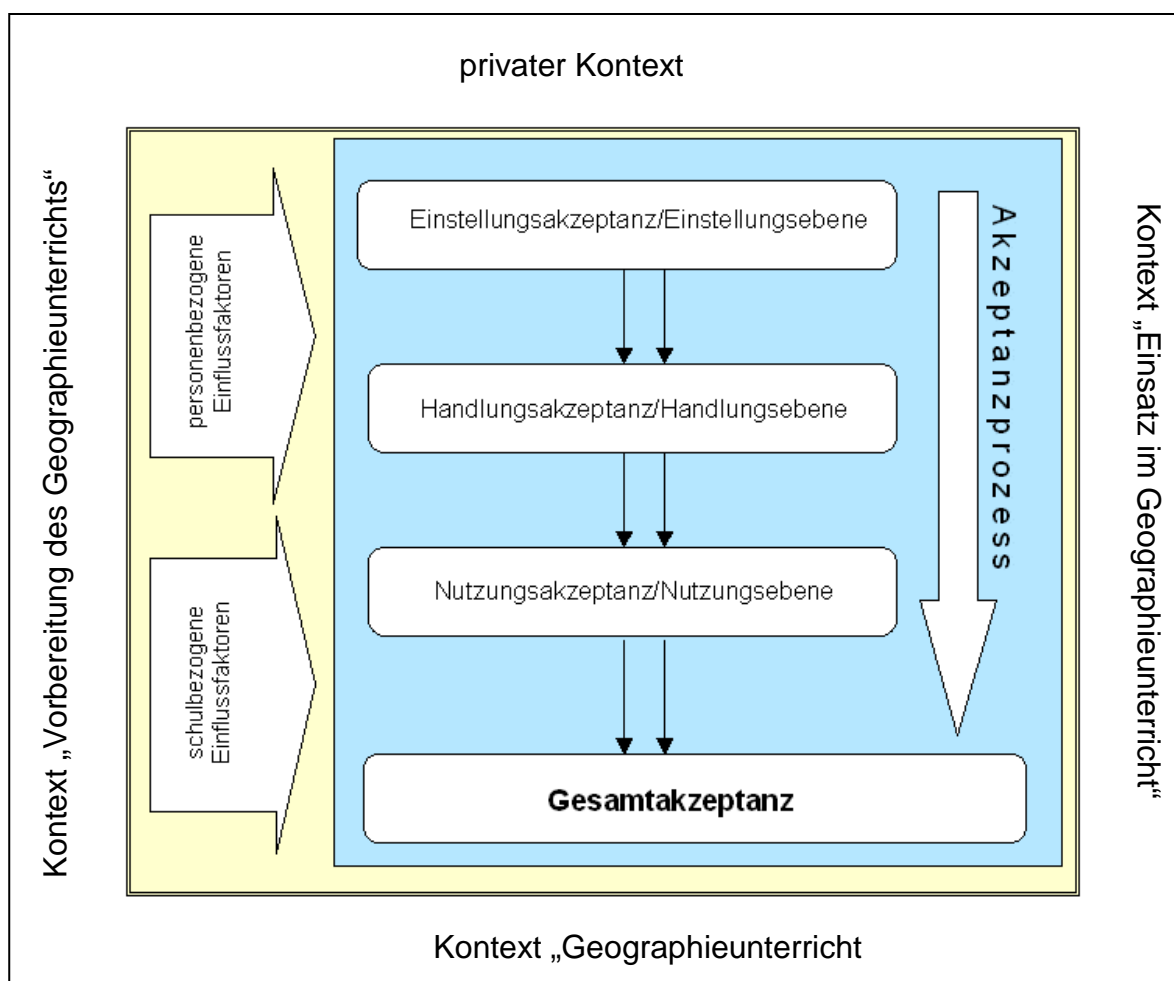 privater Kontext
Kontext „Vorbereitung des Geographieunterrichts“
personenbezogene
Einflussfaktoren
schulbezogene
Einflussfaktoren
Einstellungsakzeptanz/Einstellungsebene
Handlungsakzeptanz/Handlungsebene
Nutzungsakzeptanz/Nutzungsebene
Gesamtakzeptanz
Akzeptanzprozess
Kontext „Einsatz im Geographieunterricht“
Kontext „Geographieunterricht